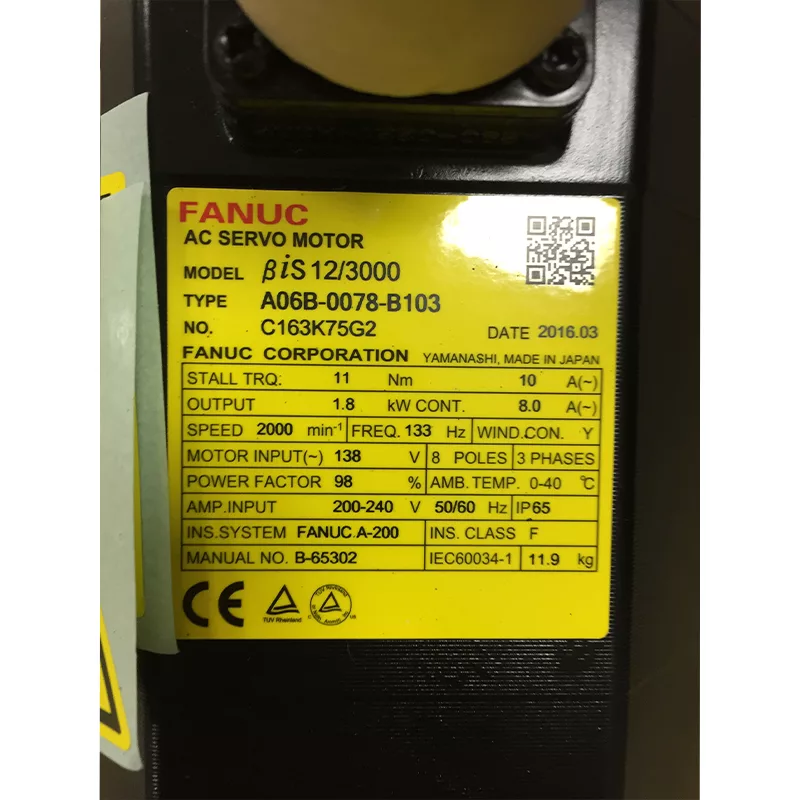 FANUC
AC SERVO MOTOR
MODEL βiS 12/3000
TYPE A06B-0078-B103
NO. C163K75G2 DATE 2016.03
FANUC CORPORATION YAMANASHI, MADE IN JAPAN
STALL TRQ. 11 Nm 10 A(~)
OUTPUT 1.8 kW CONT. 8.0 A(~)
SPEED 2000 min-1 FREQ. 133 Hz WIND.CON. Y
MOTOR INPUT(~) 138 V 8 POLES 3 PHASES
POWER FACTOR 98 % AMB. TEMP. 0-40 ℃
AMP.INPUT 200-240 V 50/60 Hz IP65
INS.SYSTEM FANUC A-200 INS. CLASS F
MANUAL NO. B-65302 IEC60034-1 11.9 kg
CE
TÜV Rheinland